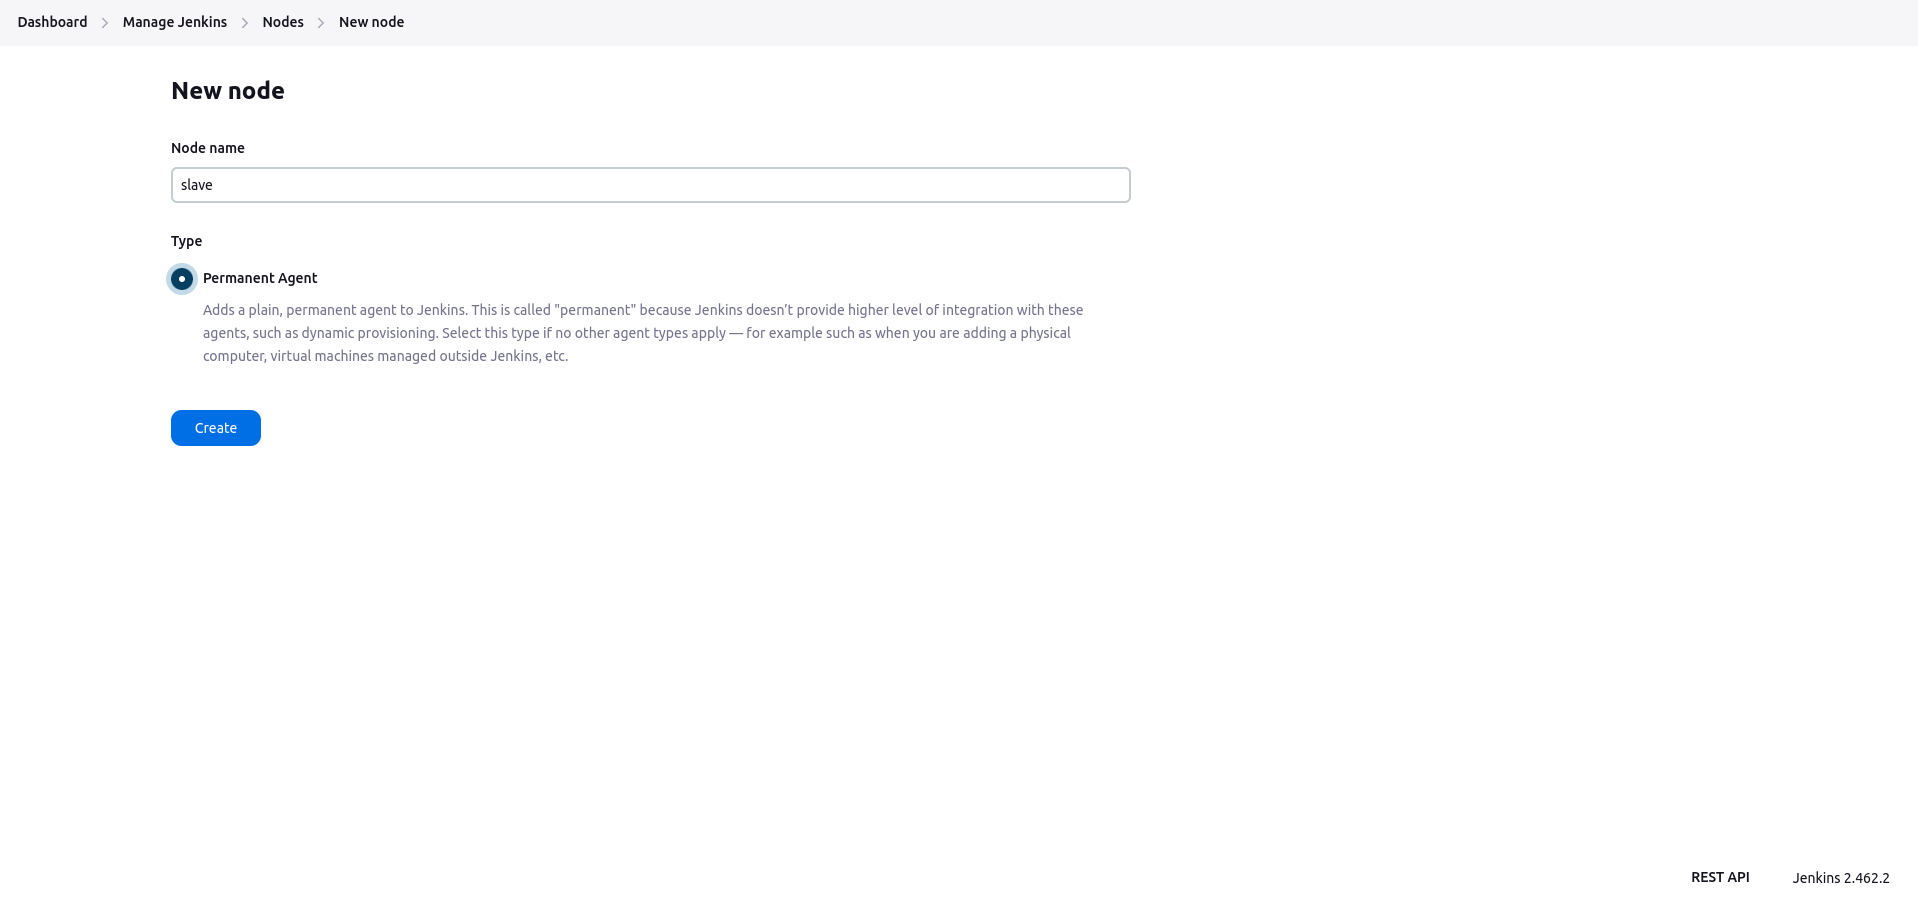 Dashboard > Manage Jenkins > Nodes > New node
New node
Node name
slave
Type
Permanent Agent
Adds a plain, permanent agent to Jenkins. This is called "permanent" because Jenkins doesn't provide higher level of integration with these
agents, such as dynamic provisioning. Select this type if no other agent types apply — for example such as when you are adding a physical
computer, virtual machines managed outside Jenkins, etc.
Create
REST API Jenkins 2.462.2